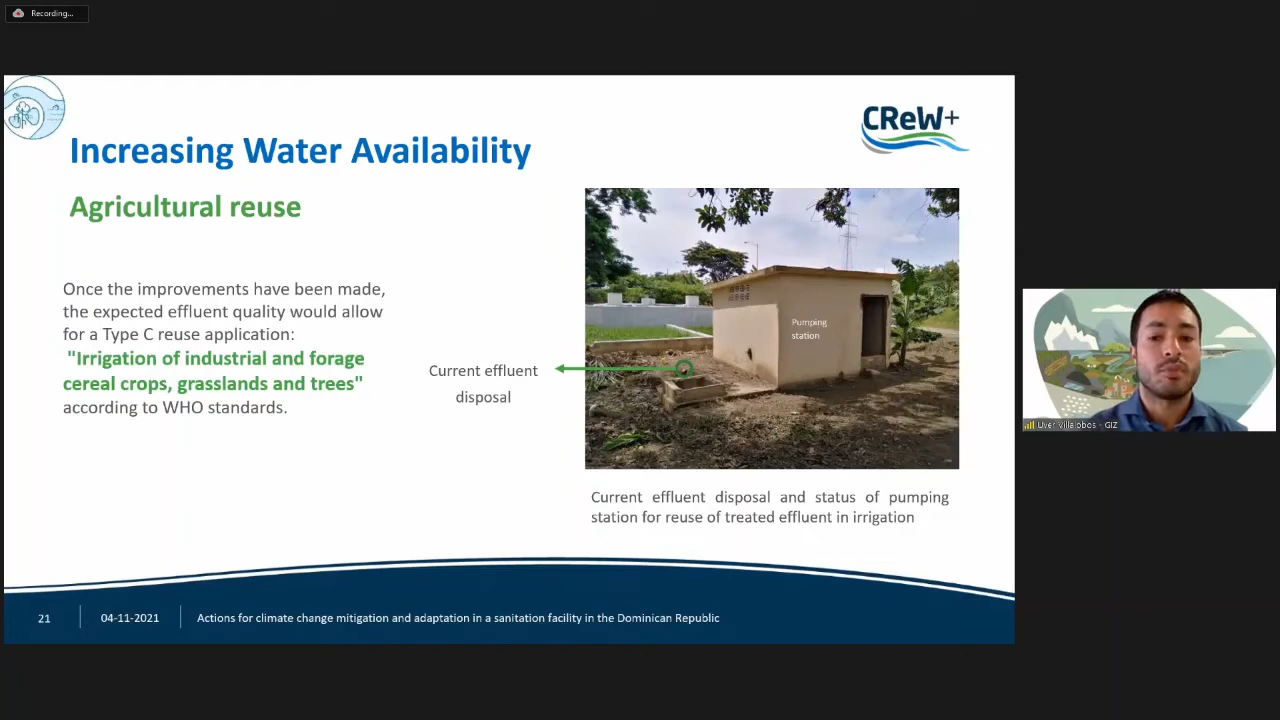 Recording...
CReW+
Increasing Water Availability
Agricultural reuse
Once the improvements have been made,
the expected effluent quality would allow
for a Type C reuse application:
"Irrigation of industrial and forage
cereal crops, grasslands and trees"
according to WHO standards.
Current effluent
disposal
Pumping
station
Current effluent disposal and status of pumping
station for reuse of treated effluent in irrigation
Uver Villalobos - GIZ
21
04-11-2021
Actions for climate change mitigation and adaptation in a sanitation facility in the Dominican Republic